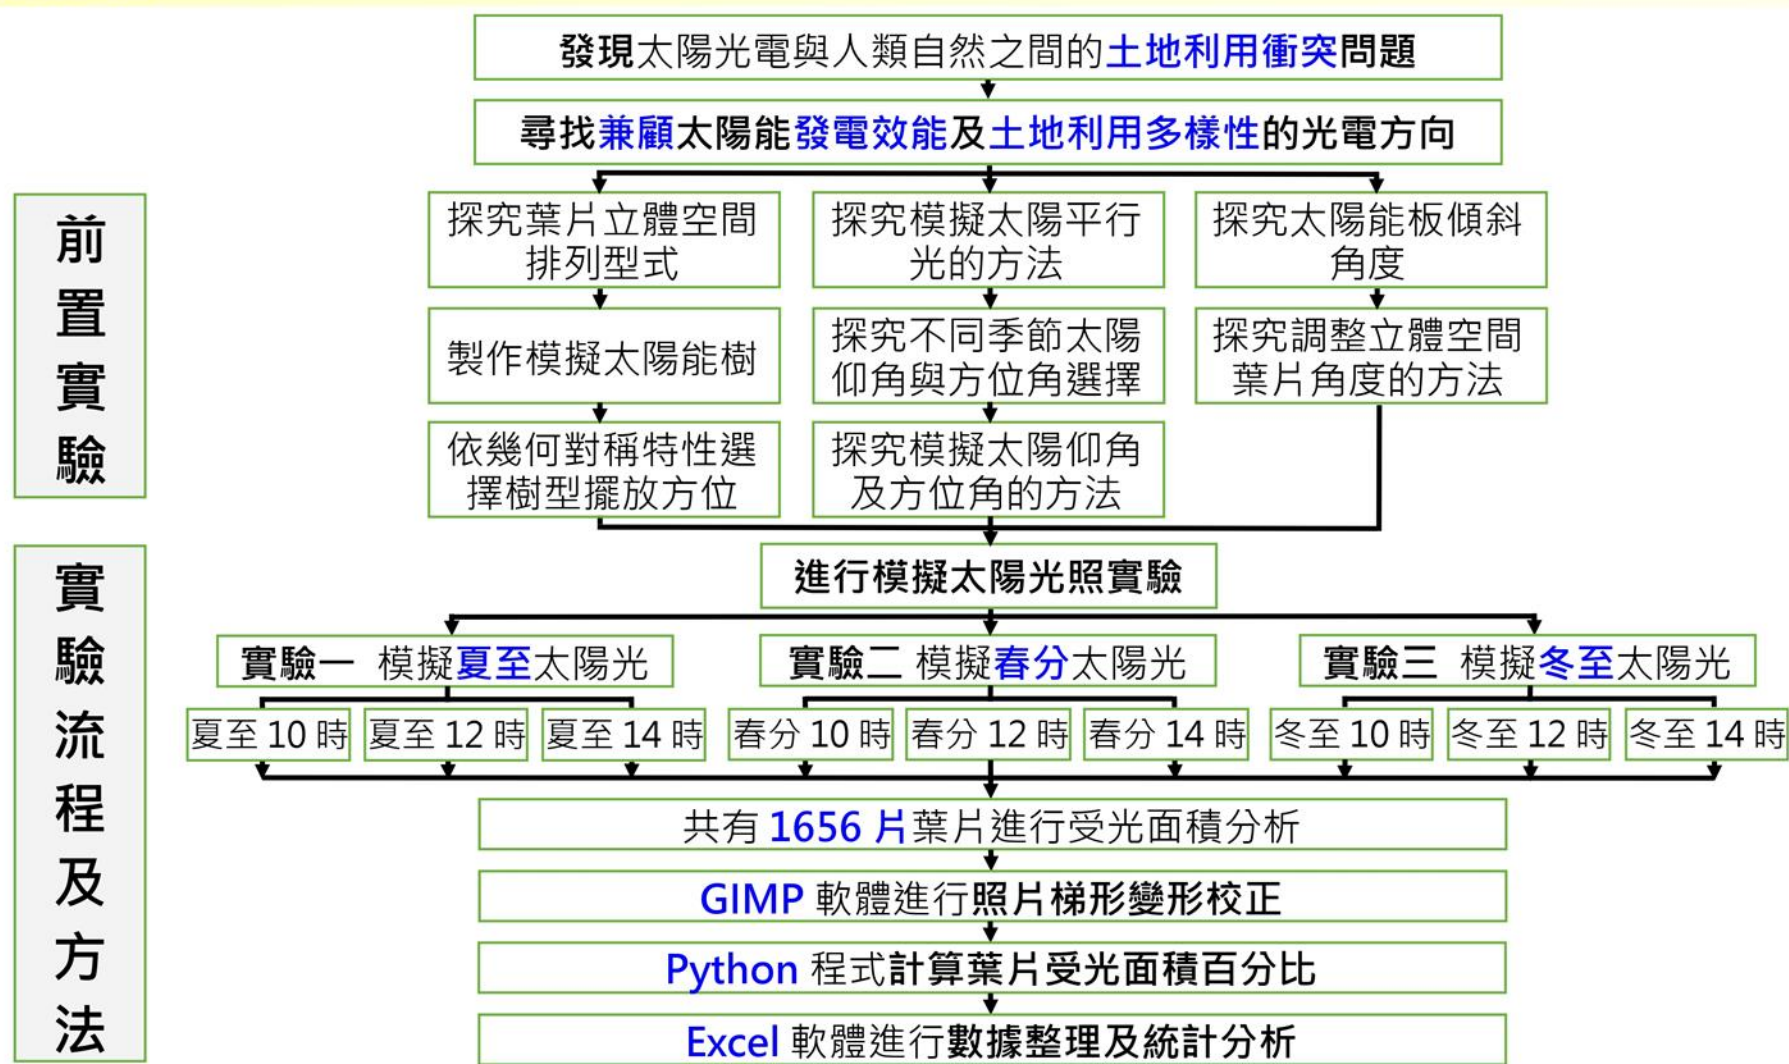 發現太陽光電與人類自然之間的土地利用衝突問題
尋找兼顧太陽能發電效能及土地利用多樣性的光電方向
前置實驗
探究葉片立體空間
排列型式
探究模擬太陽平行
光的方法
探究太陽能板傾斜
角度
製作模擬太陽能樹
探究不同季節太陽
仰角與方位角選擇
探究調整立體空間
葉片角度的方法
依幾何對稱特性選
擇樹型擺放方位
探究模擬太陽仰角
及方位角的方法
實驗流程及方法
進行模擬太陽光照實驗
實驗一 模擬夏至太陽光
實驗二 模擬春分太陽光
實驗三 模擬冬至太陽光
夏至 10 時
夏至 12 時
夏至 14 時
春分 10 時
春分 12 時
春分 14 時
冬至 10 時
冬至 12 時
冬至 14 時
共有 1656 片葉片進行受光面積分析
GIMP 軟體進行照片梯形變形校正
Python 程式計算葉片受光面積百分比
Excel 軟體進行數據整理及統計分析